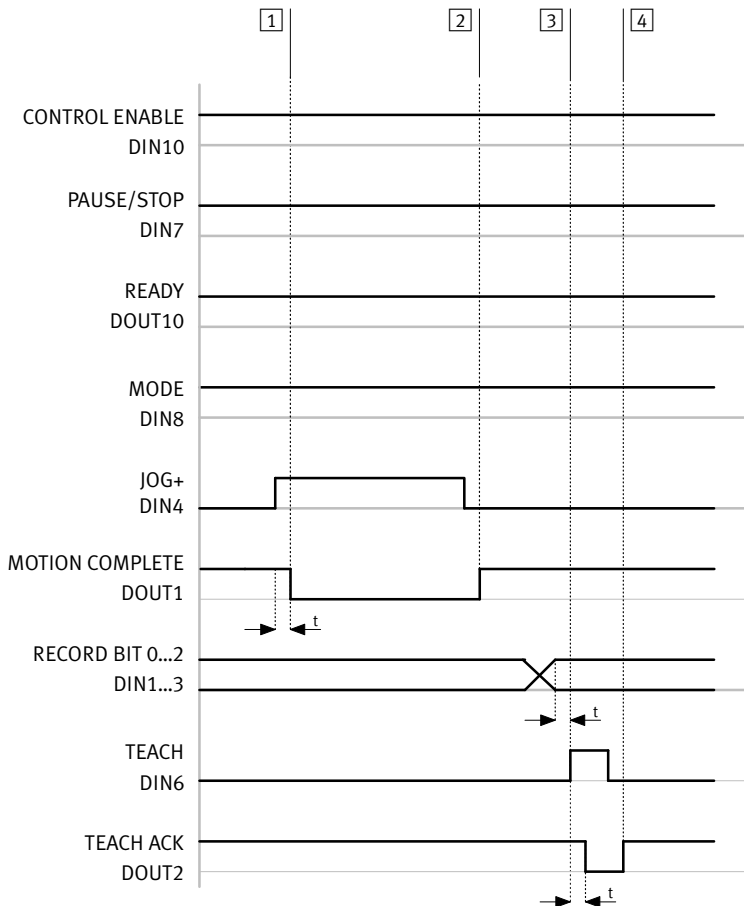 1 2 3 4
CONTROL ENABLE
DIN10
PAUSE/STOP
DIN7
READY
DOUT10
MODE
DIN8
JOG+
DIN4
MOTION COMPLETE
DOUT1
t
RECORD BIT 0...2
DIN1...3
t
TEACH
DIN6
TEACH ACK
DOUT2
t